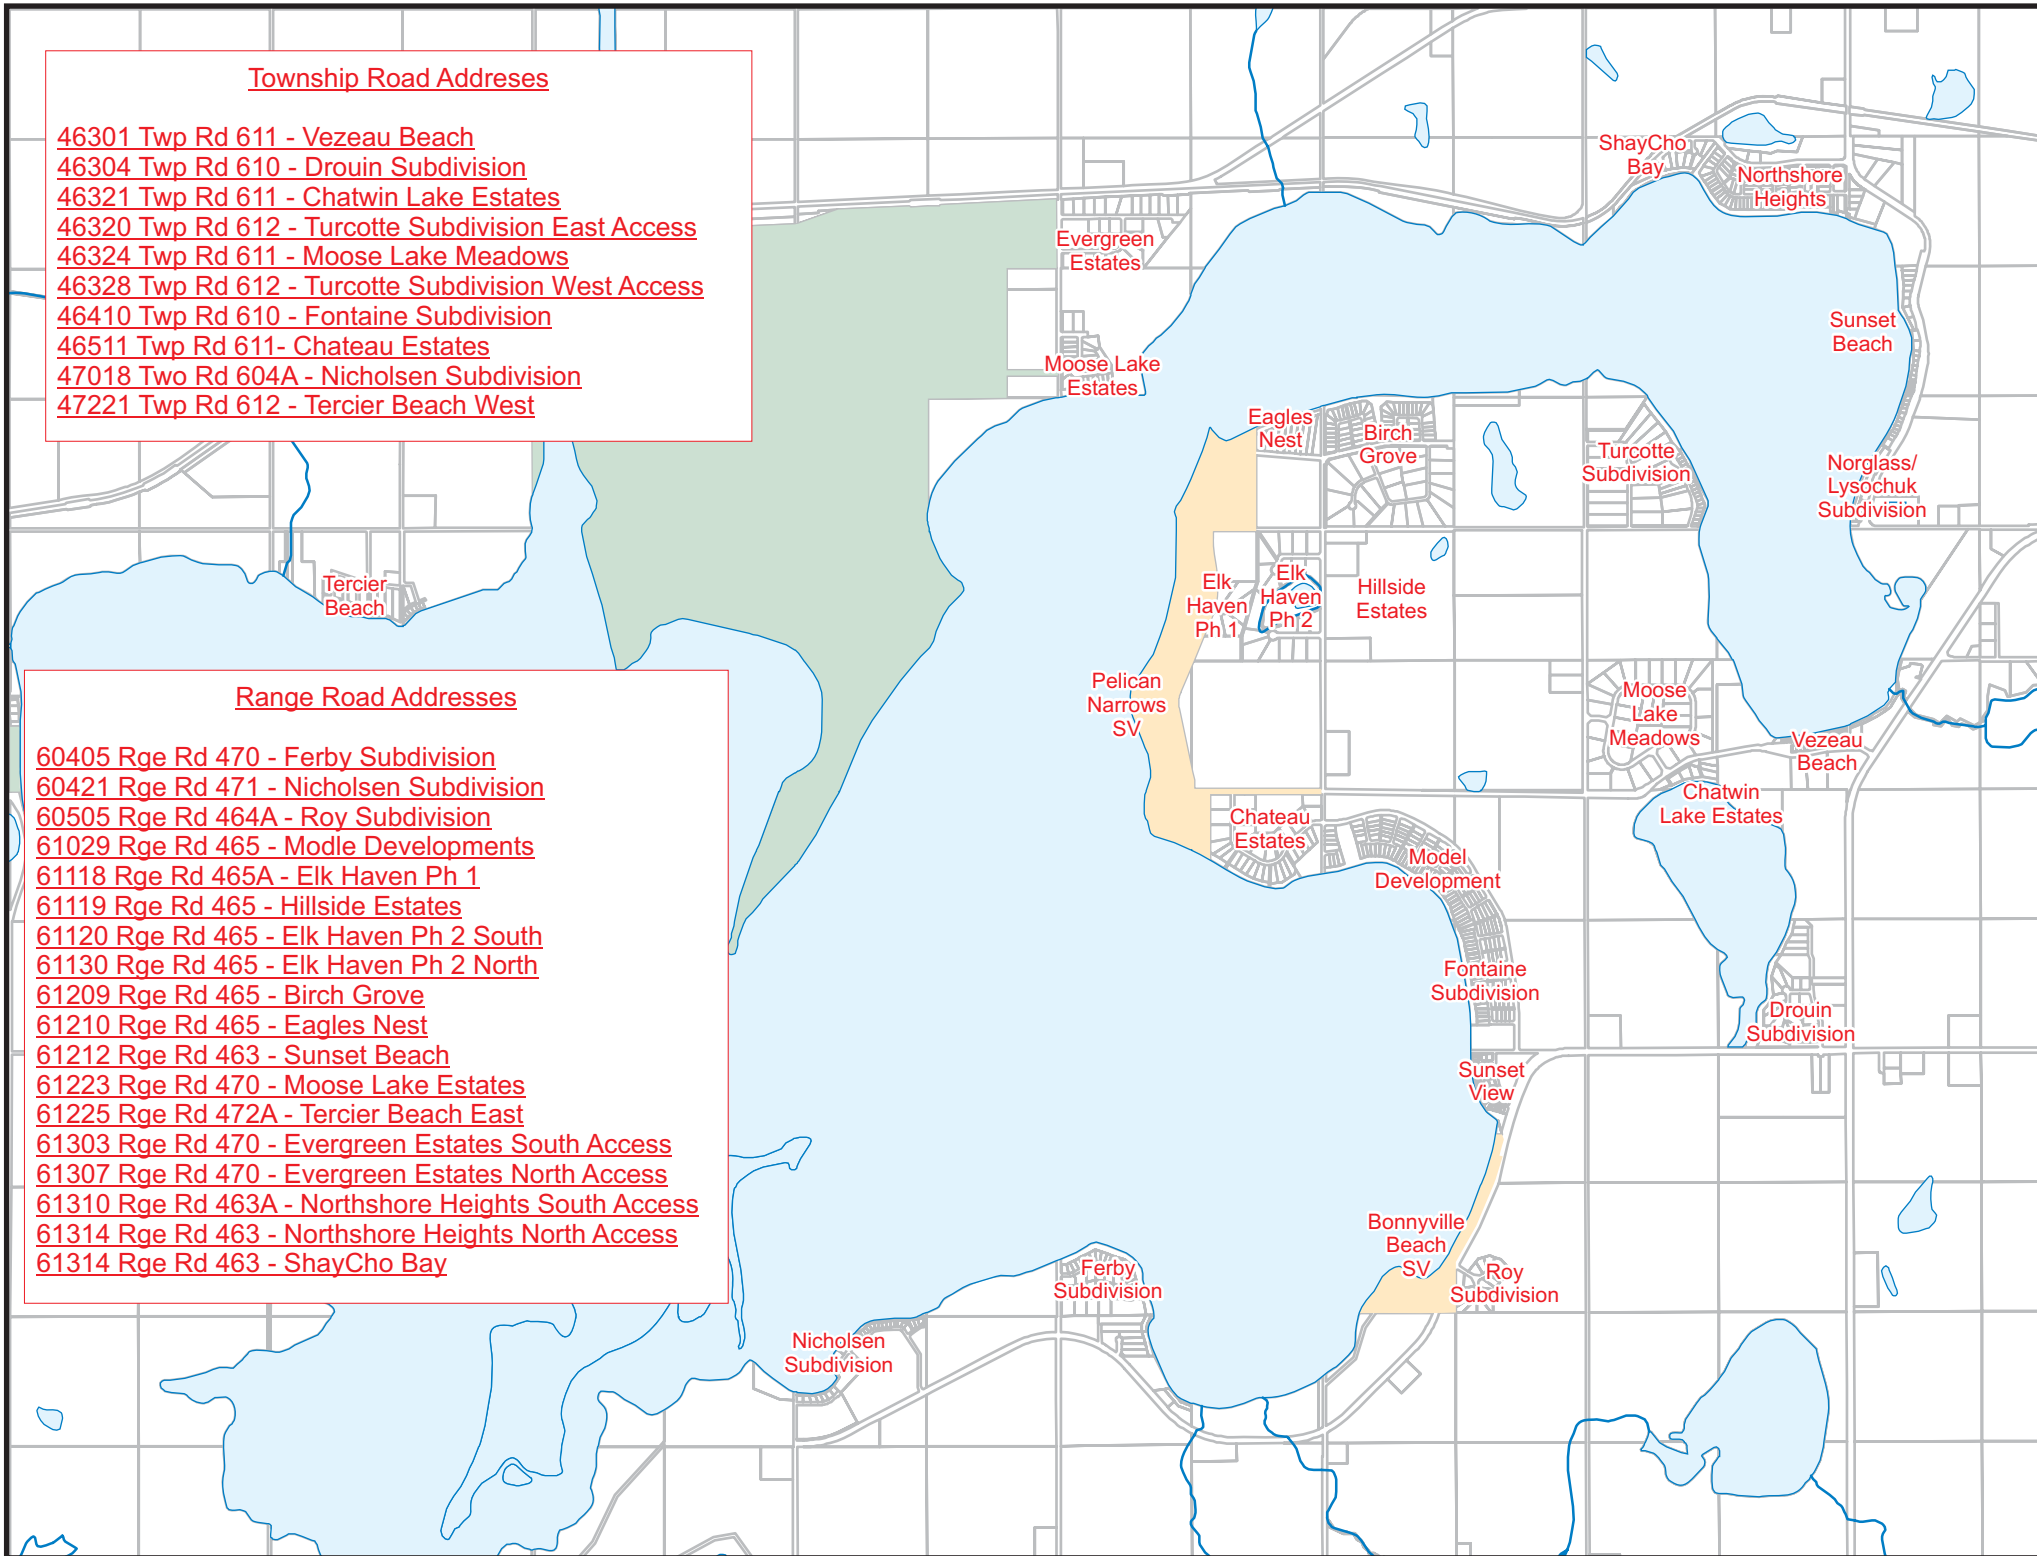 Township Road Addreses
46301 Twp Rd 611 - Vezeau Beach
46304 Twp Rd 610 - Drouin Subdivision
46321 Twp Rd 611 - Chatwin Lake Estates
46320 Twp Rd 612 - Turcotte Subdivision East Access
46324 Twp Rd 611 - Moose Lake Meadows
46328 Twp Rd 612 - Turcotte Subdivision West Access
46410 Twp Rd 610 - Fontaine Subdivision
46511 Twp Rd 611- Chateau Estates
47018 Two Rd 604A - Nicholsen Subdivision
47221 Twp Rd 612 - Tercier Beach West
ShayCho
Bay
Northshore
Heights
Evergreen
Estates
Sunset
Beach
Moose Lake
Estates
Eagles
Nest
Birch
Grove
Turcotte
Subdivision
Norglass/
Lysochuk
Subdivision
Tercier
Beach
Elk
Haven
Ph 1
Elk
Haven
Ph 2
Hillside
Estates
Pelican
Narrows
SV
Moose
Lake
Meadows
Vezeau
Beach
Chatwin
Lake Estates
Chateau
Estates
Model
Development
Fontaine
Subdivision
Drouin
Subdivision
Sunset
View
Bonnyville
Beach
SV
Roy
Subdivision
Ferby
Subdivision
Nicholsen
Subdivision
Range Road Addresses
60405 Rge Rd 470 - Ferby Subdivision
60421 Rge Rd 471 - Nicholsen Subdivision
60505 Rge Rd 464A - Roy Subdivision
61029 Rge Rd 465 - Modle Developments
61118 Rge Rd 465A - Elk Haven Ph 1
61119 Rge Rd 465 - Hillside Estates
61120 Rge Rd 465 - Elk Haven Ph 2 South
61130 Rge Rd 465 - Elk Haven Ph 2 North
61209 Rge Rd 465 - Birch Grove
61210 Rge Rd 465 - Eagles Nest
61212 Rge Rd 463 - Sunset Beach
61223 Rge Rd 470 - Moose Lake Estates
61225 Rge Rd 472A - Tercier Beach East
61303 Rge Rd 470 - Evergreen Estates South Access
61307 Rge Rd 470 - Evergreen Estates North Access
61310 Rge Rd 463A - Northshore Heights South Access
61314 Rge Rd 463 - Northshore Heights North Access
61314 Rge Rd 463 - ShayCho Bay